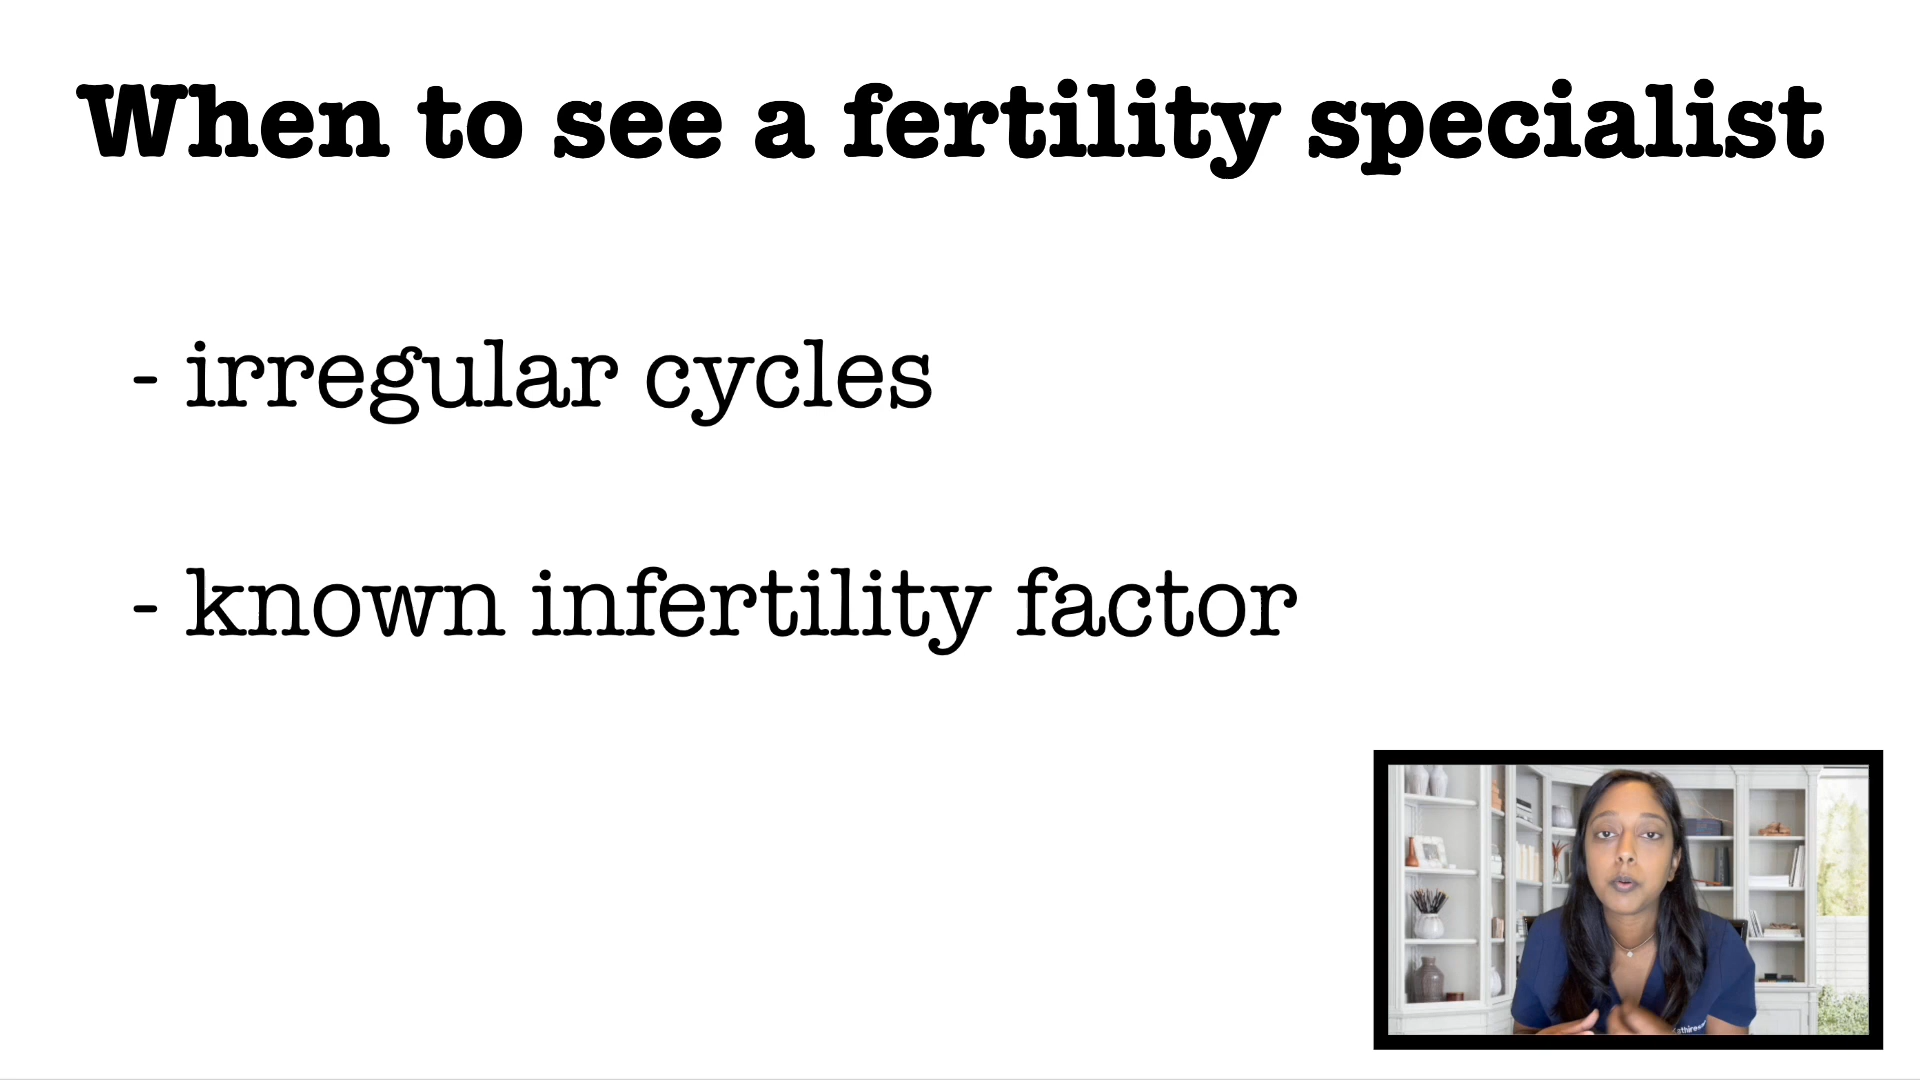 When to see a fertility specialist
- irregular cycles
- known infertility factor